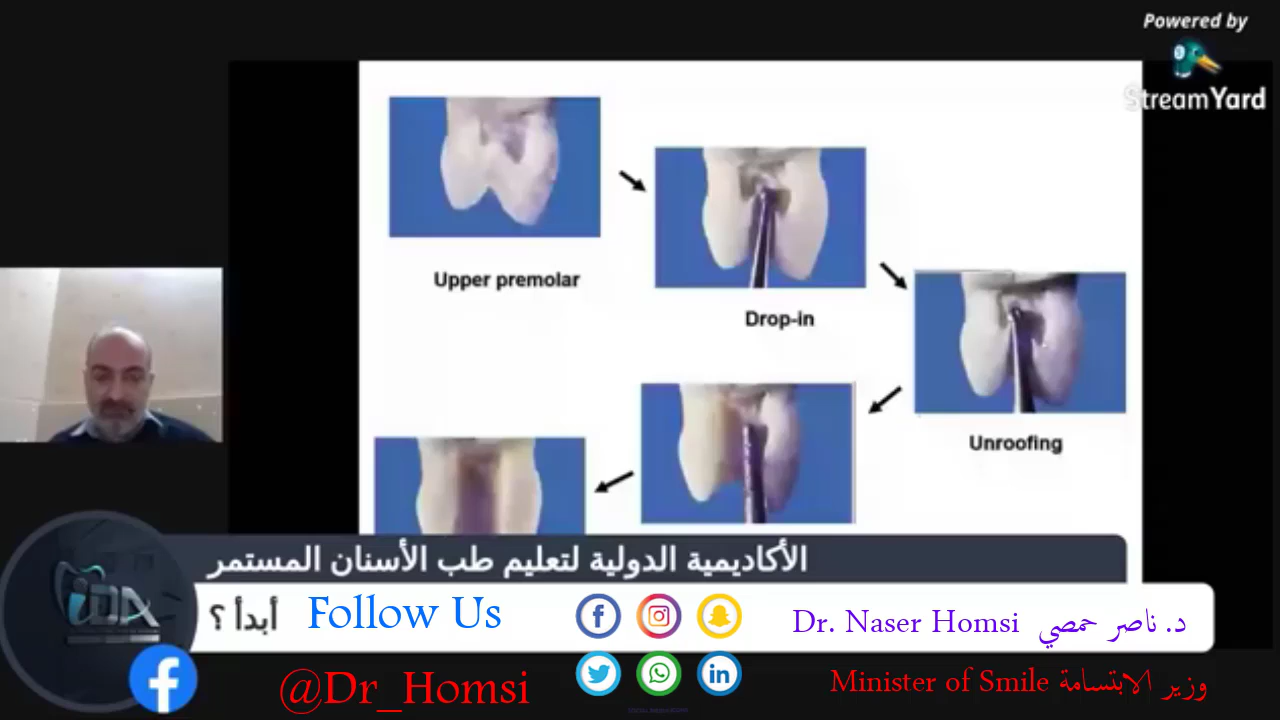 Powered by
StreamYard
Upper premolar
Drop-in
Unroofing
الأكاديمية الدولية لتعليم طب الأسنان المستمر
أبدأ ؟
Follow Us
Dr. Naser Homsi د. ناصر حمصي
@Dr_Homsi
Minister of Smile وزير الابتسامة
iDA